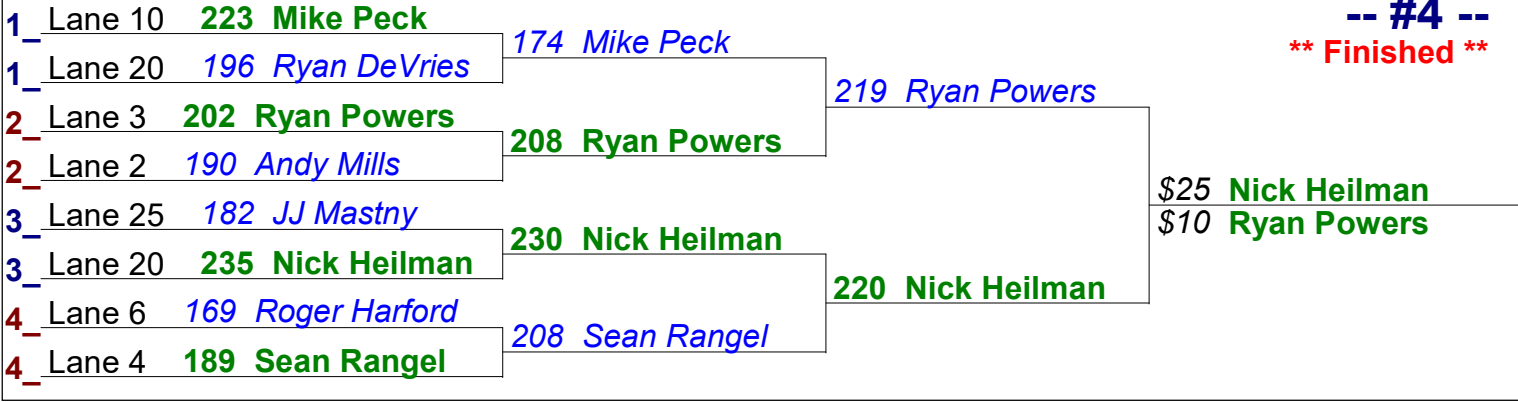 -- #4 --
** Finished **
1_ Lane 10 223 Mike Peck
1_ Lane 20 196 Ryan DeVries
2_ Lane 3 202 Ryan Powers
2_ Lane 2 190 Andy Mills
3_ Lane 25 182 JJ Mastny
3_ Lane 20 235 Nick Heilman
4_ Lane 6 169 Roger Harford
4_ Lane 4 189 Sean Rangel
174 Mike Peck
208 Ryan Powers
230 Nick Heilman
208 Sean Rangel
219 Ryan Powers
220 Nick Heilman
$25 Nick Heilman
$10 Ryan Powers